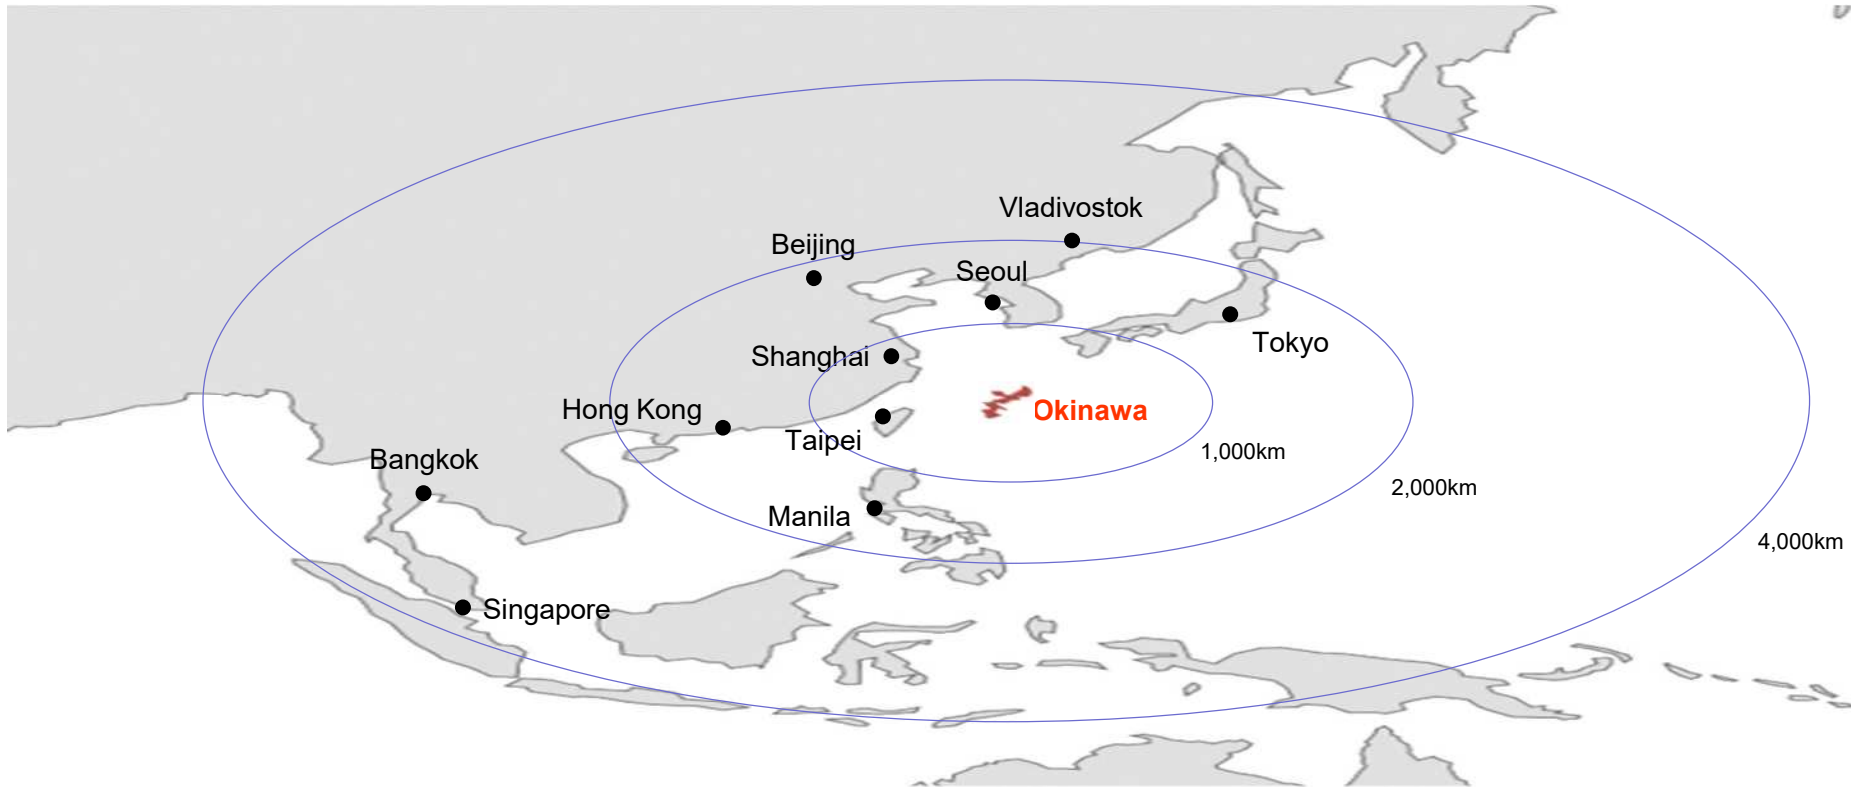 Vladivostok
Beijing
Seoul
Tokyo
Shanghai
Hong Kong
Okinawa
Taipei
1,000km
Bangkok
2,000km
Manila
4,000km
Singapore